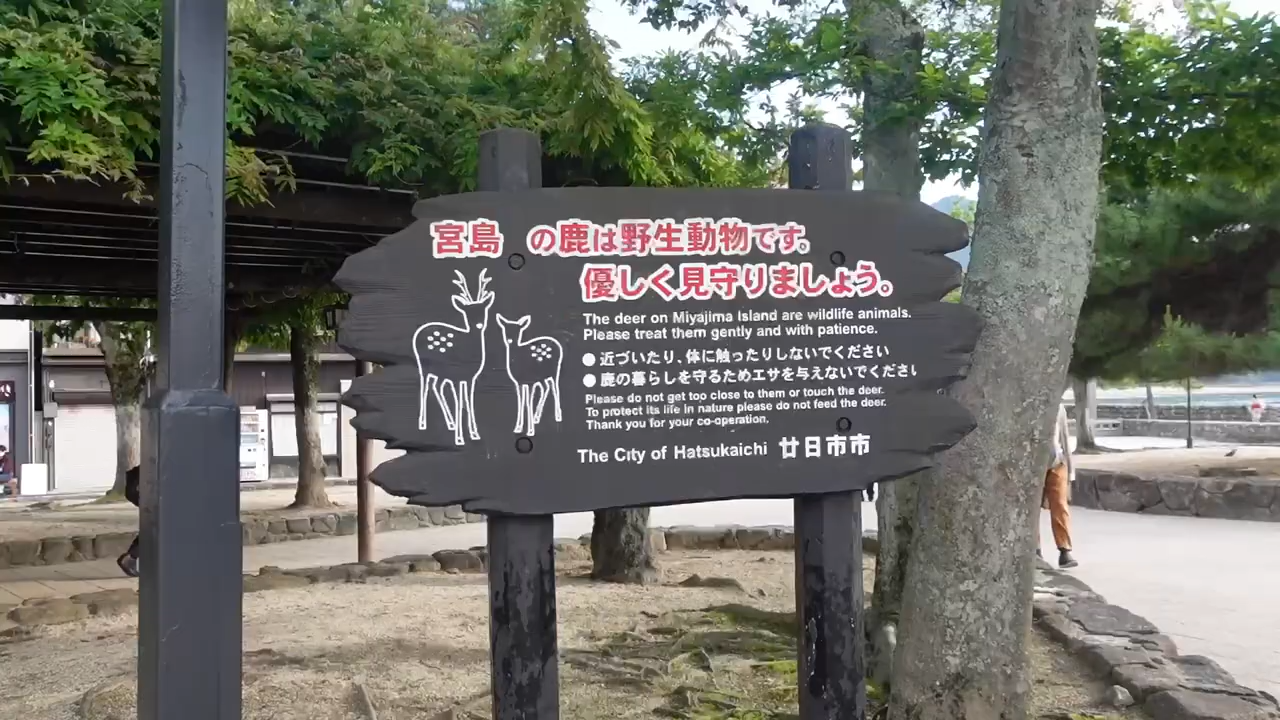 宮島 の鹿は野生動物です。
優しく見守りましょう。
The deer on Miyajima Island are wildlife animals.
Please treat them gently and with patience.
●近づいたり、体に触ったりしないでください
●鹿の暮らしを守るためエサを与えないでください
Please do not get too close to them or touch the deer.
To protect its life in nature please do not feed the deer.
Thank you for your co-operation.
The City of Hatsukaichi 廿日市市